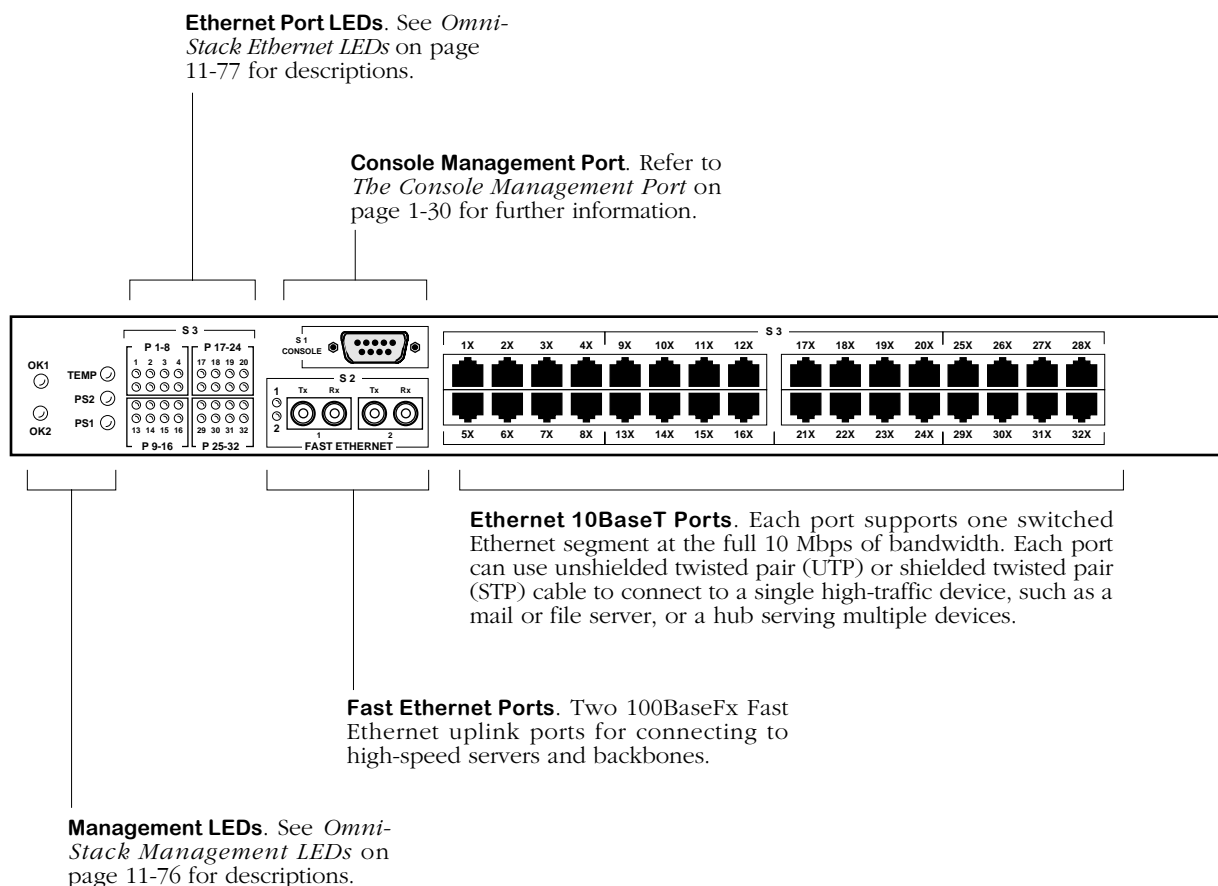 Ethernet Port LEDs. See Omni-
Stack Ethernet LEDs on page
11-77 for descriptions.
Console Management Port. Refer to
The Console Management Port on
page 1-30 for further information.
OK1
OK2
TEMP
PS2
PS1
S 3
P 1-8 P 17-24
1 2 3 4 17 18 19 20
13 14 15 16 29 30 31 32
P 9-16 P 25-32
S 1
CONSOLE
S 2
1 Tx Rx Tx Rx
2
1 2
FAST ETHERNET
S 3
1X 2X 3X 4X 9X 10X 11X 12X 17X 18X 19X 20X 25X 26X 27X 28X
5X 6X 7X 8X 13X 14X 15X 16X 21X 22X 23X 24X 29X 30X 31X 32X
Ethernet 10BaseT Ports. Each port supports one switched
Ethernet segment at the full 10 Mbps of bandwidth. Each port
can use unshielded twisted pair (UTP) or shielded twisted pair
(STP) cable to connect to a single high-traffic device, such as a
mail or file server, or a hub serving multiple devices.
Fast Ethernet Ports. Two 100BaseFx Fast
Ethernet uplink ports for connecting to
high-speed servers and backbones.
Management LEDs. See Omni-
Stack Management LEDs on
page 11-76 for descriptions.